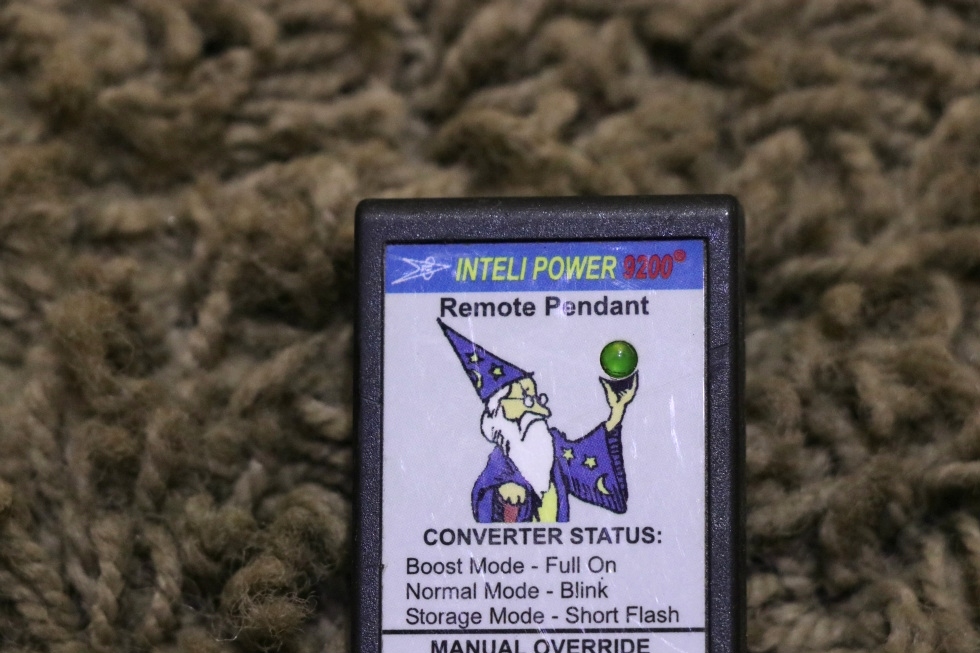 INTELI POWER 9200®
Remote Pendant
CONVERTER STATUS:
Boost Mode - Full On
Normal Mode - Blink
Storage Mode - Short Flash
MANUAL OVERRIDE